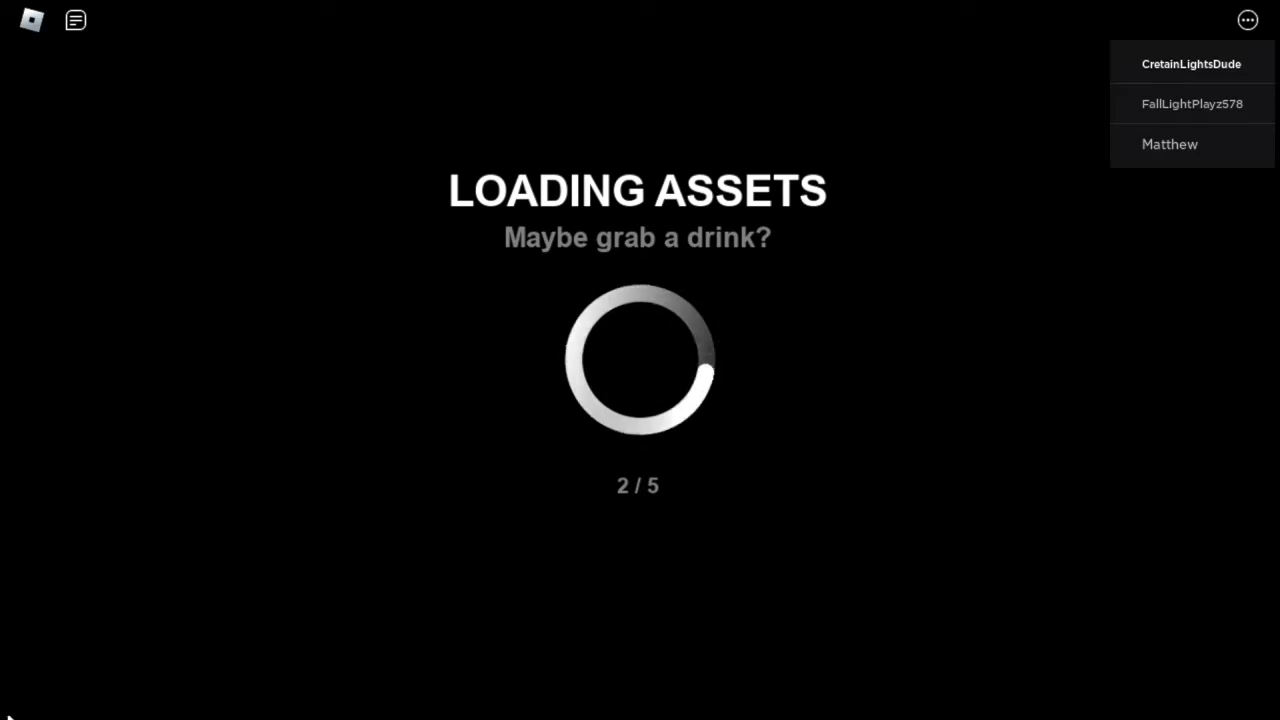 CretainLightsDude
FallLightPlayz578
Matthew
LOADING ASSETS
Maybe grab a drink?
2 / 5